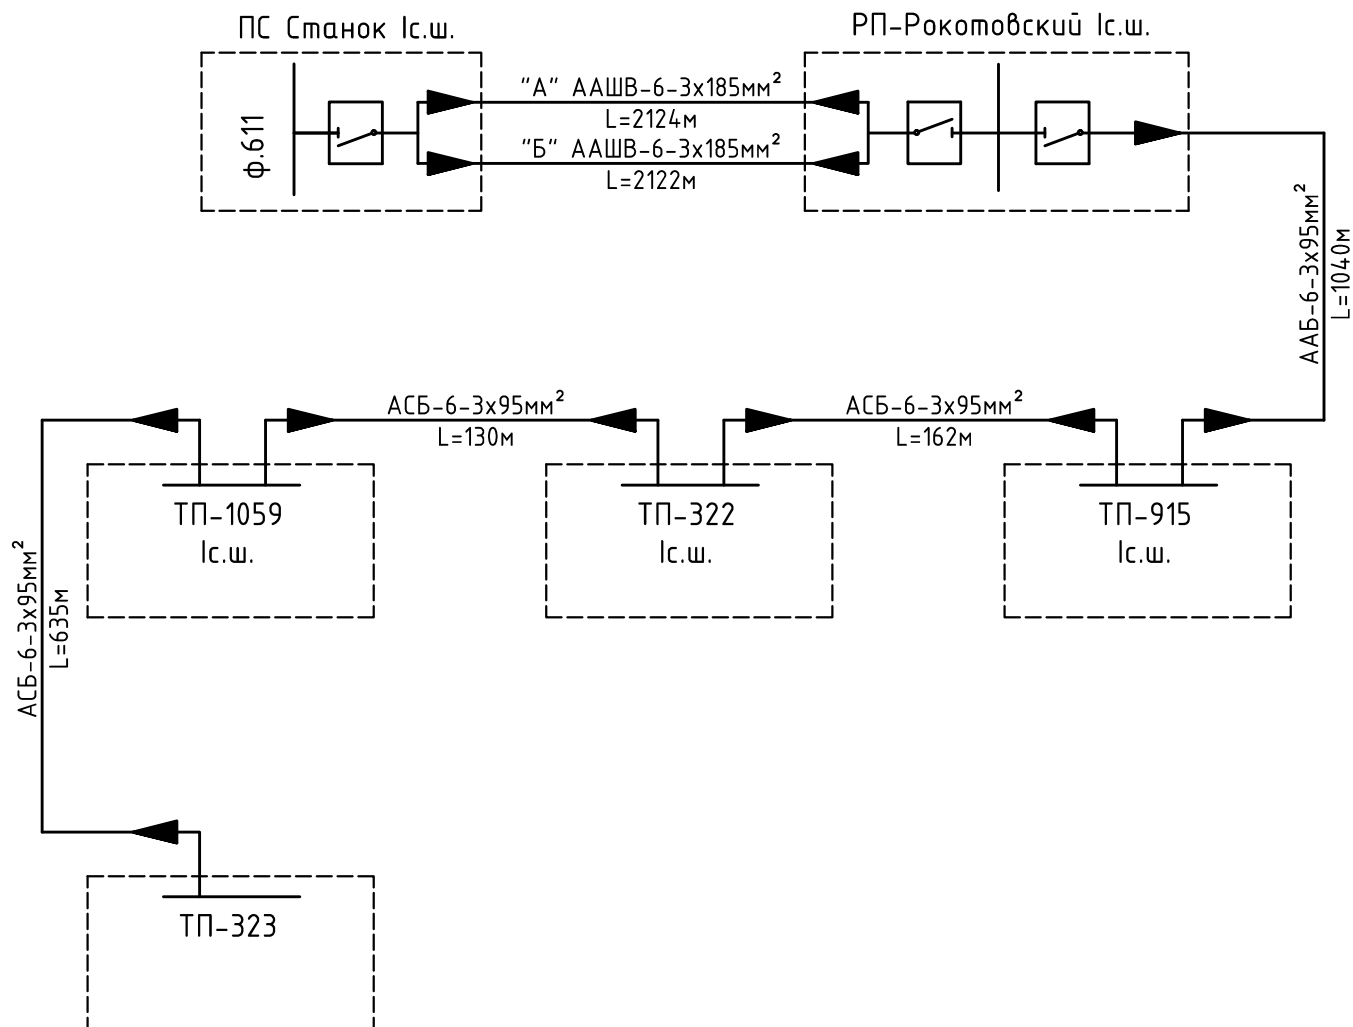 ПС Станок Iс.ш.
РП-Рокотовский Iс.ш.
ф.611
"А" ААШВ-6-3х185мм²
L=2124м
"Б" ААШВ-6-3х185мм²
L=2122м
ААБ-6-3х95мм²
L=1040м
АСБ-6-3х95мм²
L=130м
АСБ-6-3х95мм²
L=162м
ТП-1059
Iс.ш.
ТП-322
Iс.ш.
ТП-915
Iс.ш.
АСБ-6-3х95мм²
L=635м
ТП-323